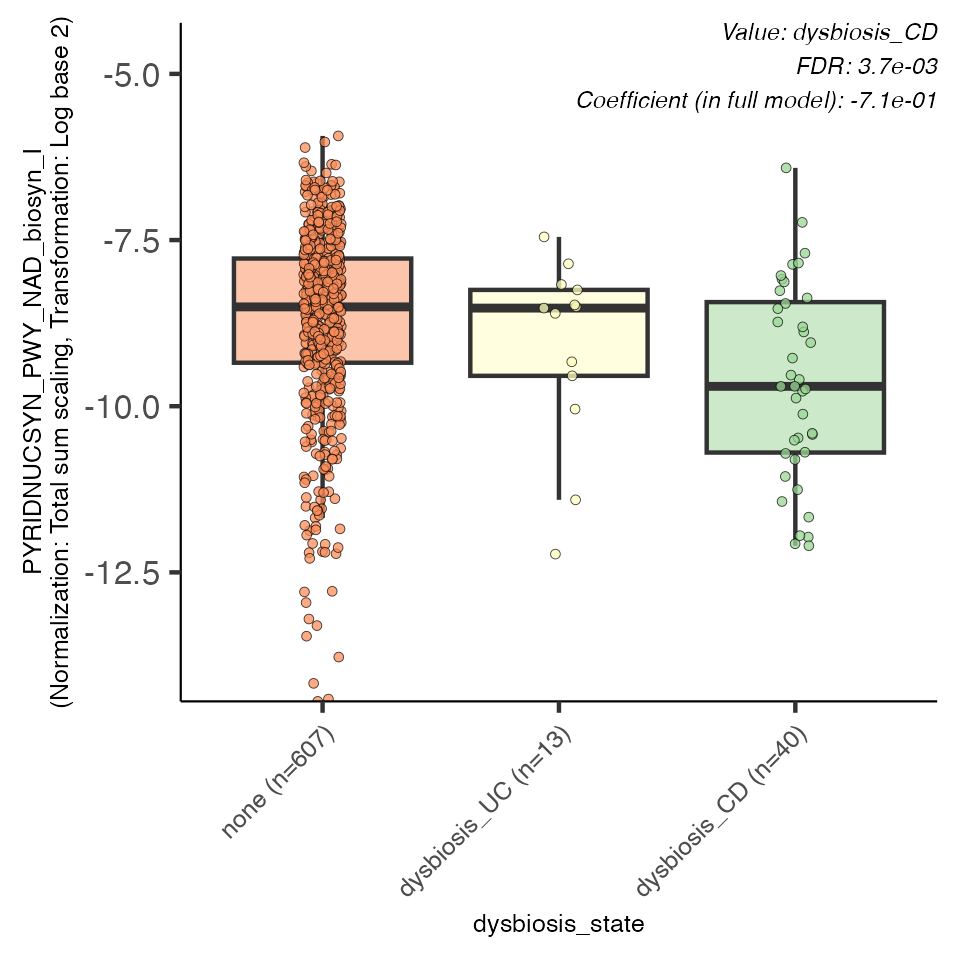 Value: dysbiosis_CD
FDR: 3.7e-03
Coefficient (in full model): -7.1e-01
PYRIDNUCSYN_PWY_NAD_biosyn_I
(Normalization: Total sum scaling, Transformation: Log base 2)
-5.0
-7.5
-10.0
-12.5
none (n=607)
dysbiosis_UC (n=13)
dysbiosis_CD (n=40)
dysbiosis_state